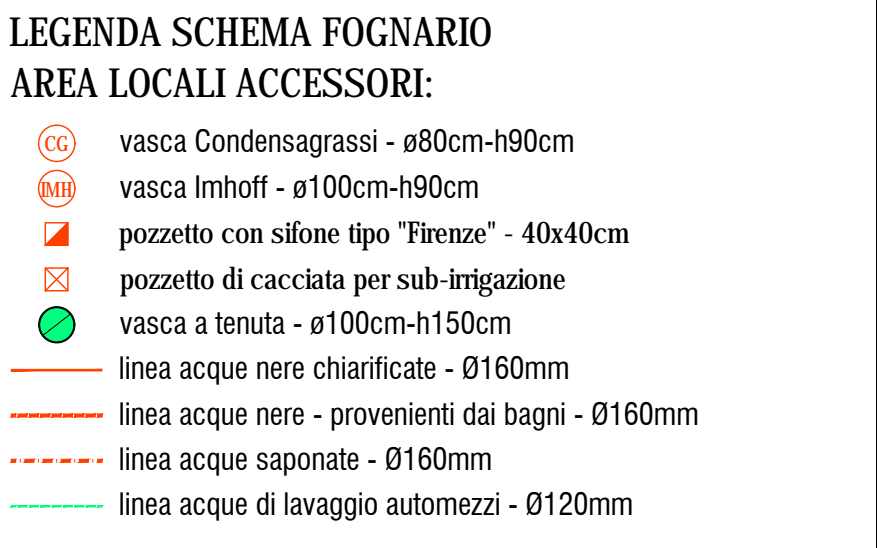 LEGENDA SCHEMA FOGNARIO
AREA LOCALI ACCESSORI:
CG vasca Condensagrassi - ø80cm-h90cm
IMH vasca Imhoff - ø100cm-h90cm
pozzetto con sifone tipo "Firenze" - 40x40cm
pozzetto di cacciata per sub-irrigazione
vasca a tenuta - ø100cm-h150cm
linea acque nere chiarificate - Ø160mm
linea acque nere - provenienti dai bagni - Ø160mm
linea acque saponate - Ø160mm
linea acque di lavaggio automezzi - Ø120mm